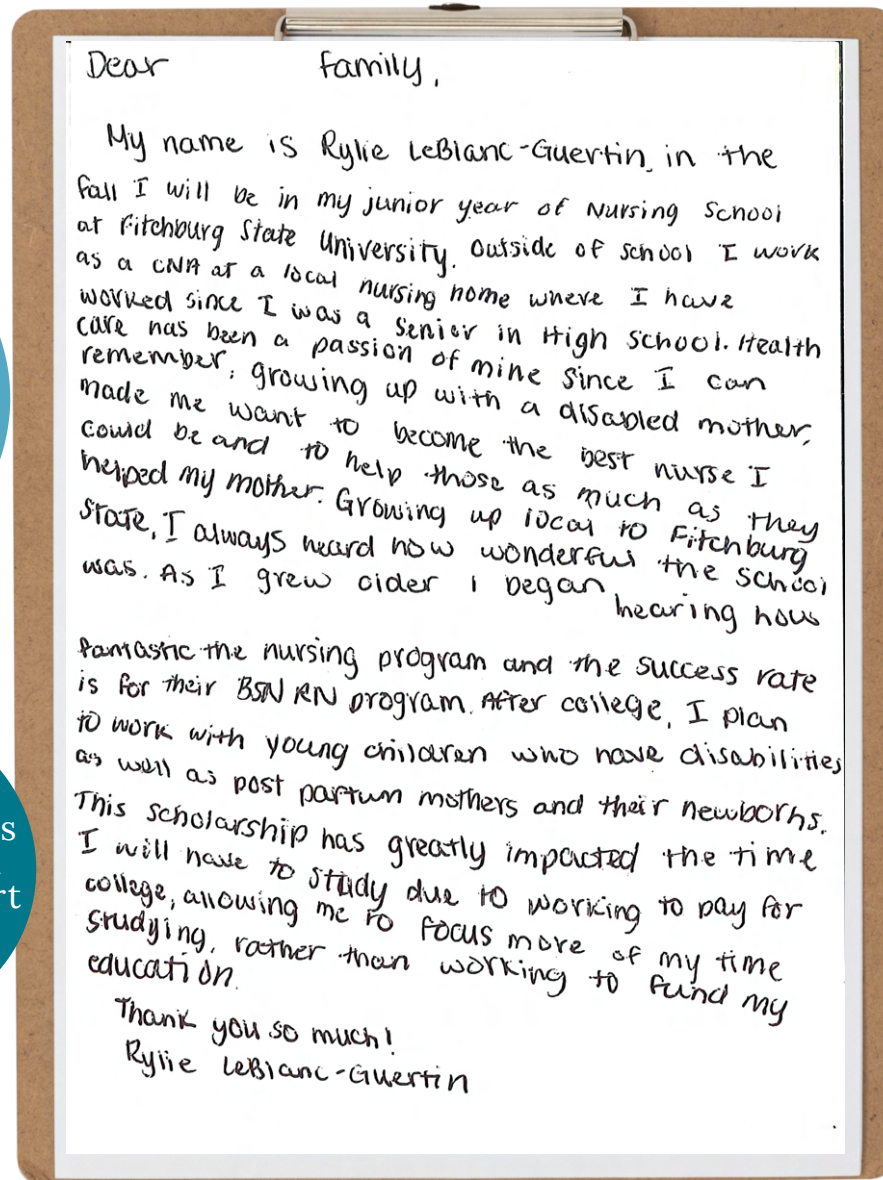 Dear family,
My name is Rylie LeBlanc-Guertin, in the
fall I will be in my junior year of Nursing School
at Fitchburg State University. Outside of school I work
as a CNA at a local nursing home where I have
worked since I was a senior in High School. Health
care has been a passion of mine since I can
remember, growing up with a disabled mother,
made me want to become the best nurse I
could be and to help those as much as they
helped my mother. Growing up local to Fitchburg
State, I always heard how wonderful the school
was. As I grew older I began hearing how
fantastic the nursing program and the success rate
is for their BSN RN program. After college, I plan
to work with young children who have disabilities
as well as post partum mothers and their newborns.
This scholarship has greatly impacted the time
I will have to study due to working to pay for
college, allowing me to focus more of my time
studying, rather than working to fund my
education.
Thank you so much!
Rylie LeBlanc-Guertin
s
rt